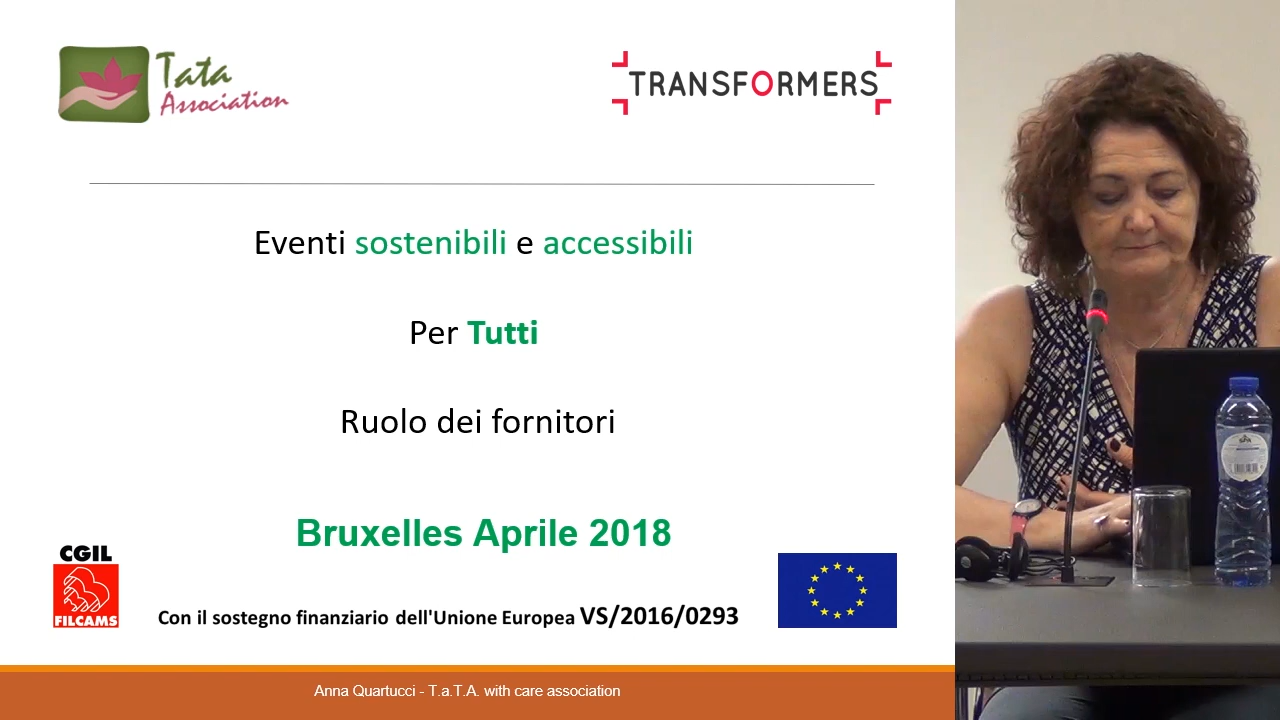 Tata
Association
TRANSFORMERS
Eventi sostenibili e accessibili
Per Tutti
Ruolo dei fornitori
Bruxelles Aprile 2018
CGIL
FILCAMS
Con il sostegno finanziario dell'Unione Europea VS/2016/0293
Anna Quartucci - T.a.T.A. with care association
SPA